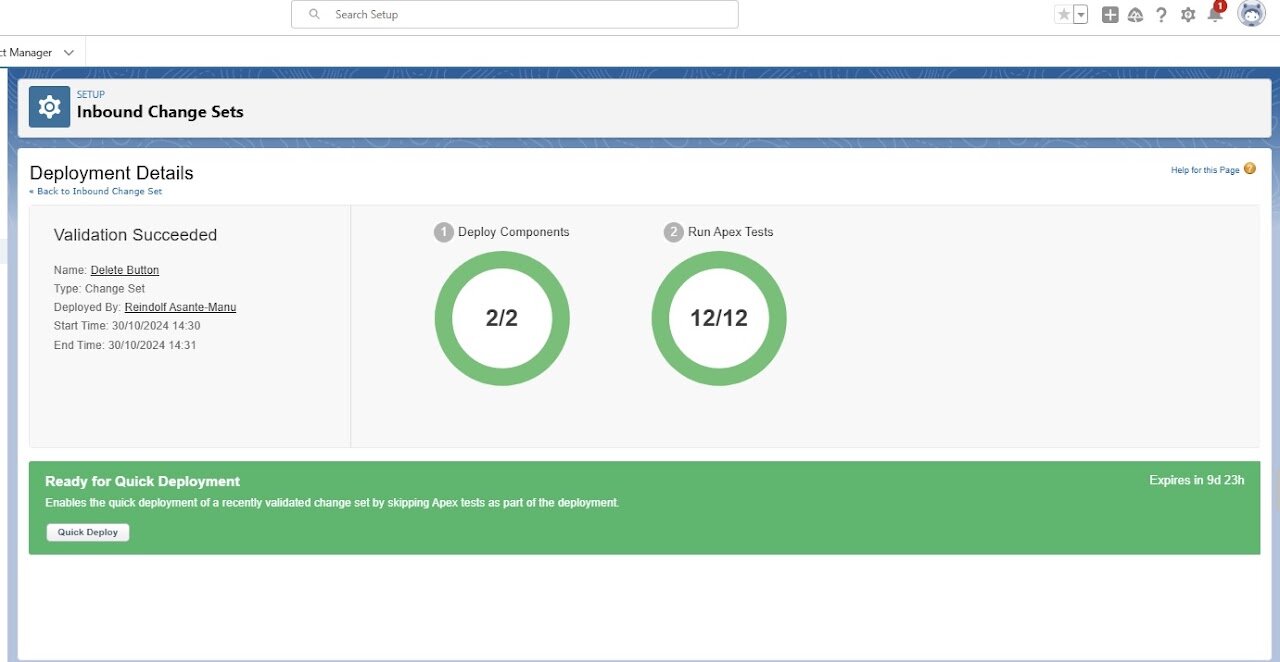 Search Setup
1
ct Manager
SETUP
Inbound Change Sets
Deployment Details
Help for this Page ?
« Back to Inbound Change Set
Validation Succeeded
Name: Delete Button
Type: Change Set
Deployed By: Reindolf Asante-Manu
Start Time: 30/10/2024 14:30
End Time: 30/10/2024 14:31
1 Deploy Components
2/2
2 Run Apex Tests
12/12
Ready for Quick Deployment
Expires in 9d 23h
Enables the quick deployment of a recently validated change set by skipping Apex tests as part of the deployment.
Quick Deploy